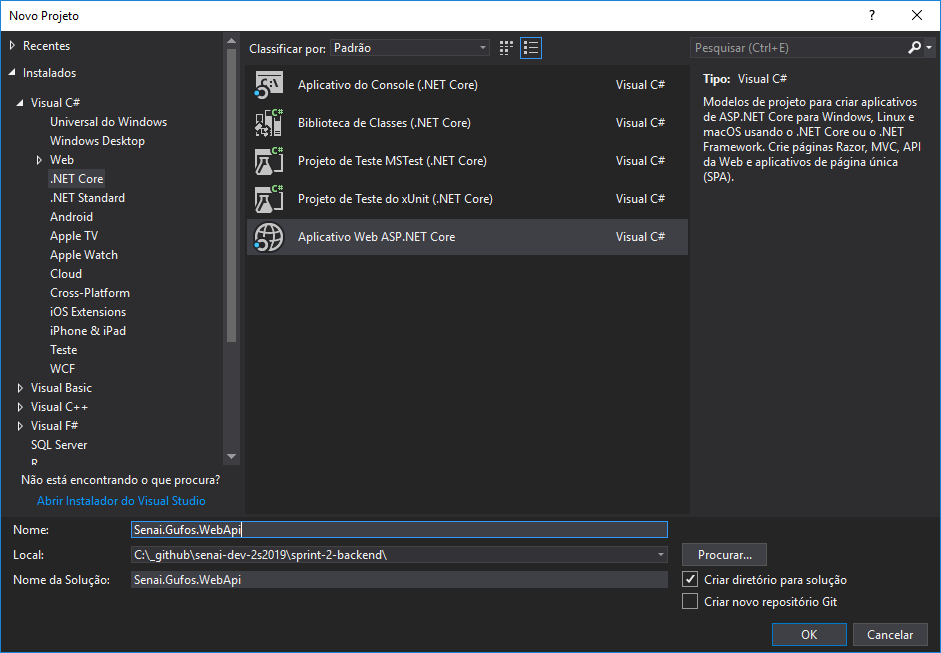 Novo Projeto
?
Recentes
Instalados
Visual C#
Universal do Windows
Windows Desktop
Web
.NET Core
.NET Standard
Android
Apple TV
Apple Watch
Cloud
Cross-Platform
iOS Extensions
iPhone & iPad
Teste
WCF
Visual Basic
Visual C++
Visual F#
SQL Server
R
Não está encontrando o que procura?
Abrir Instalador do Visual Studio
Classificar por: Padrão
Aplicativo do Console (.NET Core) Visual C#
Biblioteca de Classes (.NET Core) Visual C#
Projeto de Teste MSTest (.NET Core) Visual C#
Projeto de Teste do xUnit (.NET Core) Visual C#
Aplicativo Web ASP.NET Core Visual C#
Pesquisar (Ctrl+E)
Tipo: Visual C#
Modelos de projeto para criar aplicativos
de ASP.NET Core para Windows, Linux e
macOS usando o .NET Core ou o .NET
Framework. Crie páginas Razor, MVC, API
da Web e aplicativos de página única
(SPA).
Nome: Senai.Gufos.WebApi
Local: C:\_github\senai-dev-2s2019\sprint-2-backend\ Procurar...
Nome da Solução: Senai.Gufos.WebApi
Criar diretório para solução
Criar novo repositório Git
OK Cancelar